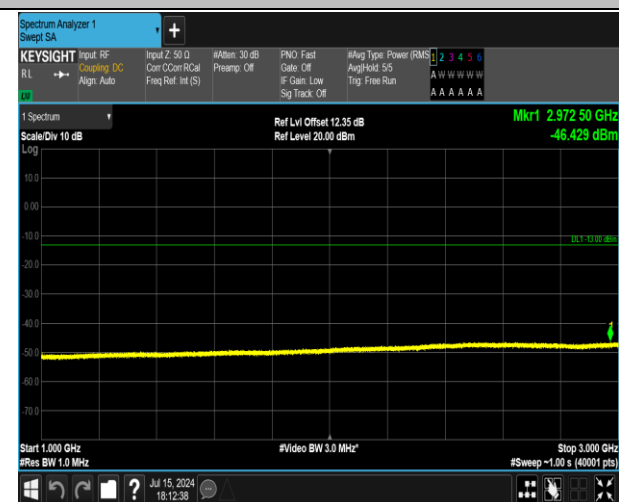 Spectrum Analyzer 1
Swept SA
+
KEYSIGHT Input: RF Input Z: 50 Ω #Atten: 30 dB PNO: Fast #Avg Type: Power (RMS 1 2 3 4 5 6
RL Coupling: DC Corr CCorr RCal Preamp: Off Gate: Off Avg|Hold: 5/5 A W W W W W
Align: Auto Freq Ref: Int (S) IF Gain: Low Trig: Free Run
Sig Track: Off A A A A A A
1 Spectrum Ref Lvl Offset 12.35 dB Mkr1 2.972 50 GHz
Scale/Div 10 dB Ref Level 20.00 dBm -46.429 dBm
Log
10.0
0.00
-10.0
DL1 -13.00 dBm
-20.0
-30.0
-40.0
1
-50.0
-60.0
-70.0
Start 1.000 GHz #Video BW 3.0 MHz* Stop 3.000 GHz
#Res BW 1.0 MHz #Sweep ~1.00 s (40001 pts)
? Jul 15, 2024
18:12:38